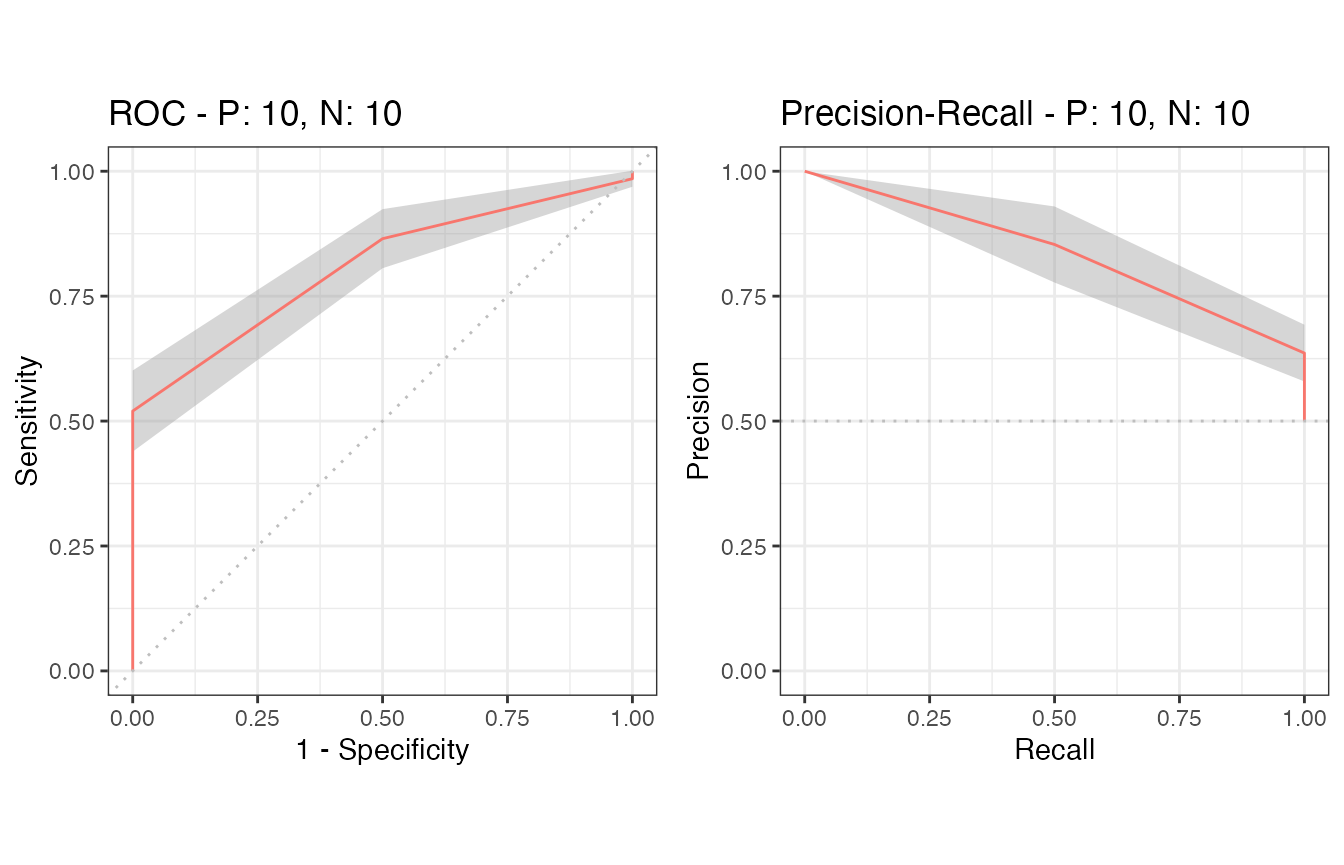 ROC - P: 10, N: 10
1.00
0.75
0.50
0.25
0.00
Sensitivity
0.00 0.25 0.50 0.75 1.00
1 - Specificity
Precision-Recall - P: 10, N: 10
1.00
0.75
0.50
0.25
0.00
Precision
0.00 0.25 0.50 0.75 1.00
Recall